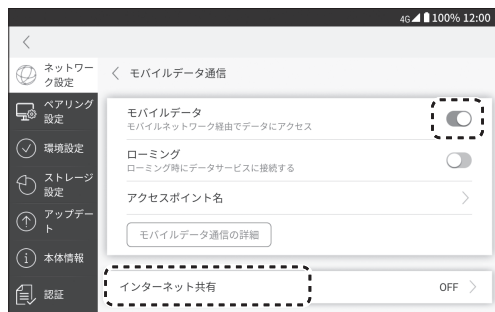 4G 100% 12:00
ネットワー
ク設定
モバイルデータ通信
ペアリング
設定
環境設定
ストレージ
設定
アップデー
ト
本体情報
認証
モバイルデータ
モバイルネットワーク経由でデータにアクセス
ローミング
ローミング時にデータサービスに接続する
アクセスポイント名
モバイルデータ通信の詳細
インターネット共有 OFF